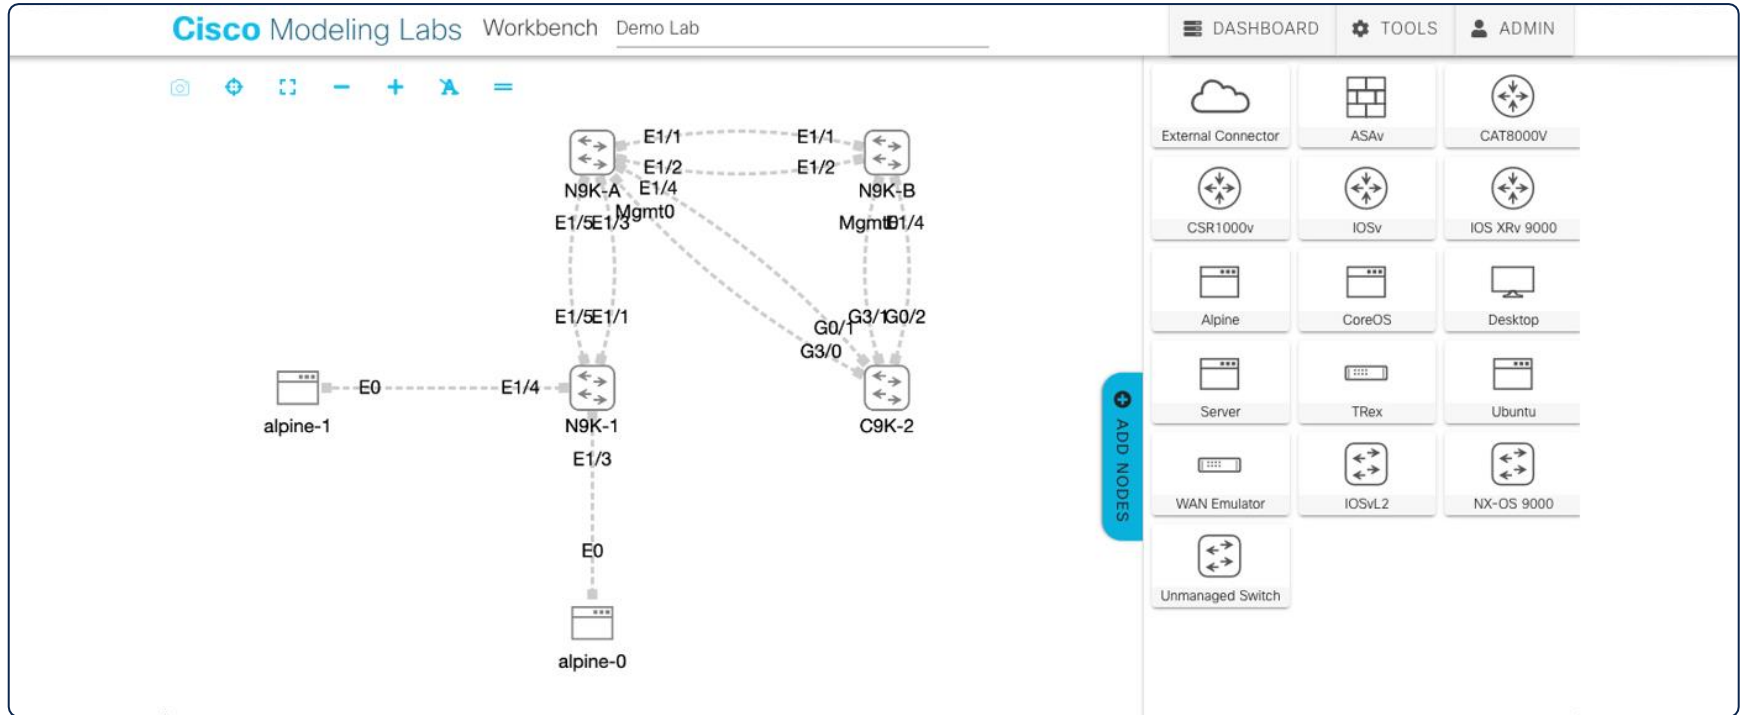 Cisco Modeling Labs Workbench Demo Lab DASHBOARD TOOLS ADMIN
E1/1 E1/1
E1/2 E1/2
N9K-A E1/4 N9K-B
Mgmt0
E1/5 E1/3 Mgmt0 E1/4
E1/5 E1/1 G0/1 G3/1 G0/2
G3/0
E0 E1/4
alpine-1 N9K-1 C9K-2
E1/3
E0
alpine-0
ADD NODES
External Connector ASAv CAT8000V
CSR1000v IOSv IOS XRv 9000
Alpine CoreOS Desktop
Server TRex Ubuntu
WAN Emulator IOSvL2 NX-OS 9000
Unmanaged Switch